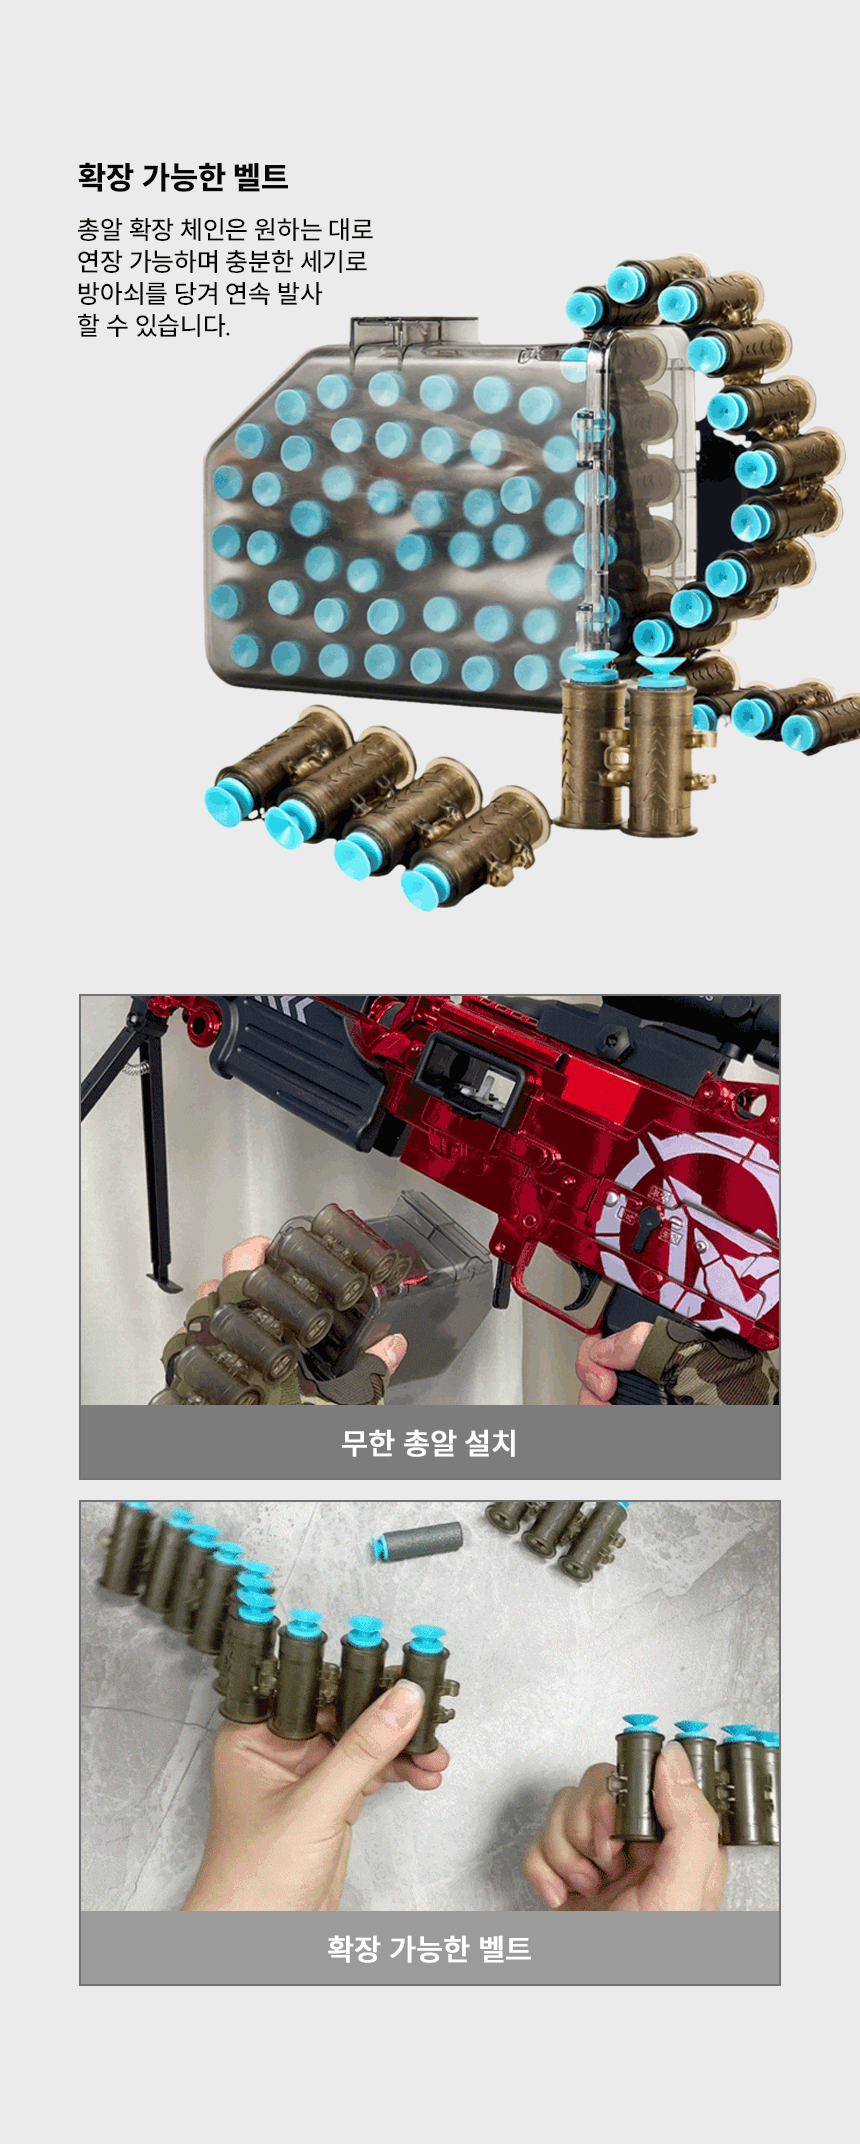 확장 가능한 벨트
총알 확장 체인은 원하는 대로
연장 가능하며 충분한 세기로
방아쇠를 당겨 연속 발사
할 수 있습니다.
무한 총알 설치
확장 가능한 벨트